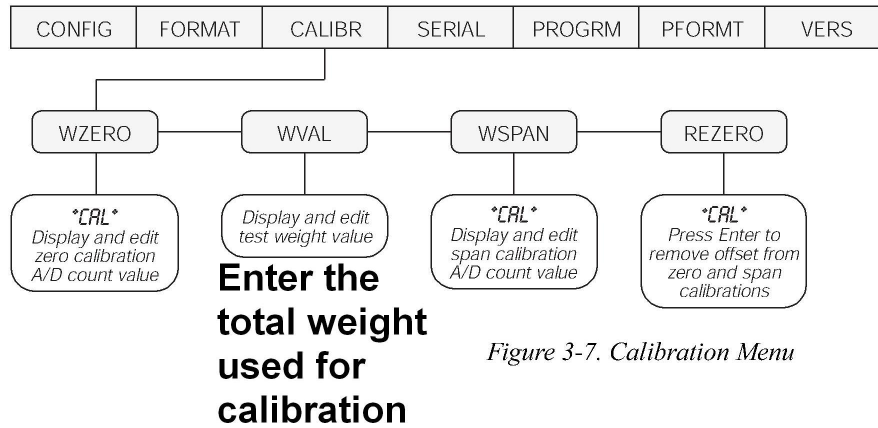 CONFIG FORMAT CALIBR SERIAL PROGRM PFORMT VERS
WZERO WVAL WSPAN REZERO
*CAL*
Display and edit
zero calibration
A/D count value
Display and edit
test weight value
*CAL*
Display and edit
span calibration
A/D count value
*CAL*
Press Enter to
remove offset from
zero and span
calibrations
Enter the
total weight
used for
calibration
Figure 3-7. Calibration Menu